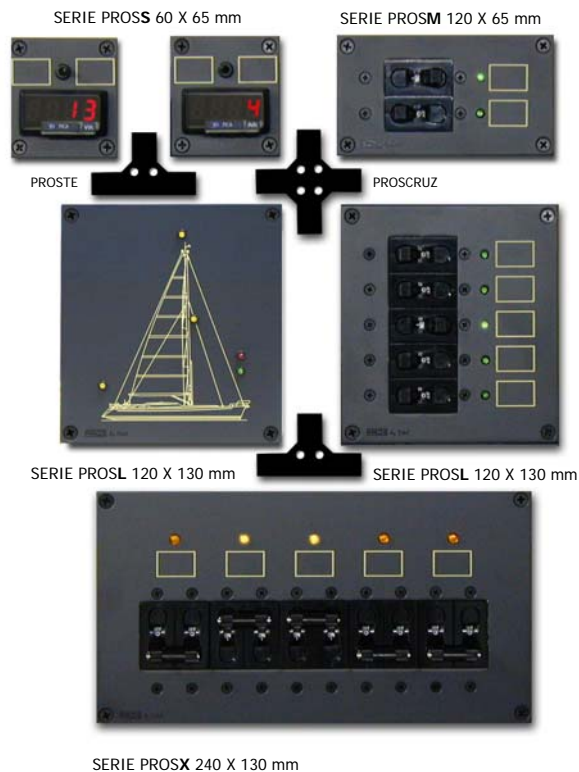 SERIE PROSS 60 X 65 mm
SERIE PROSM 120 X 65 mm
13
4
PROSTE
PROSCRUZ
SERIE PROSL 120 X 130 mm
SERIE PROSL 120 X 130 mm
SERIE PROSX 240 X 130 mm